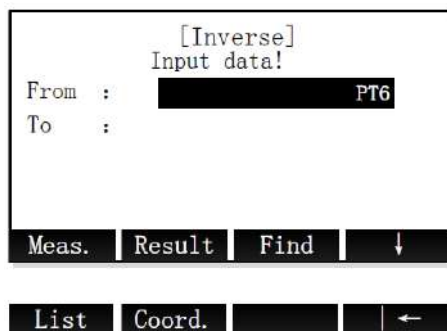 [Inverse]
Input data!
From : PT6
To :
Meas. Result Find ↓
List Coord. |←